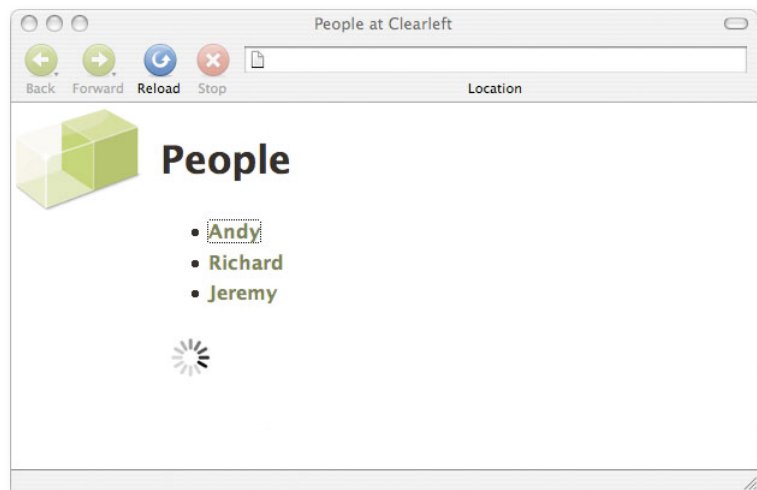 People at Clearleft
Back Forward Reload Stop Location
People
• Andy
• Richard
• Jeremy